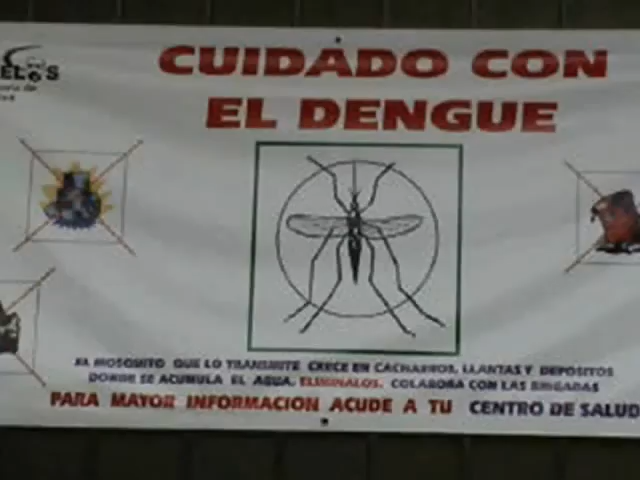 ELOS
CUIDADO CON
EL DENGUE
EL MOSQUITO QUE LO TRANSMITE CRECE EN CACHARROS, LLANTAS Y DEPOSITOS
DONDE SE ACUMULA EL AGUA. ELIMINALOS. COLABORA CON LAS BRIGADAS
PARA MAYOR INFORMACION ACUDE A TU CENTRO DE SALUD